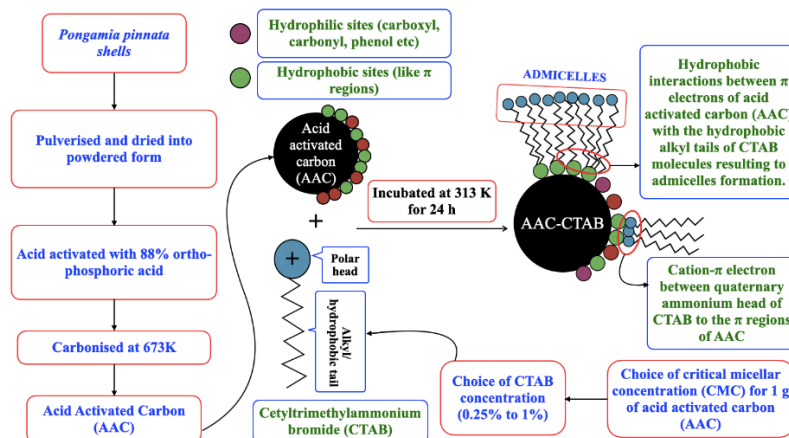 Pongamia pinnata
shells
Pulverised and dried into
powdered form
Acid activated with 88% ortho-
phosphoric acid
Carbonised at 673K
Acid Activated Carbon
(AAC)
Hydrophilic sites (carboxyl,
carbonyl, phenol etc)
Hydrophobic sites (like π
regions)
Acid
activated
carbon
(AAC)
+
+
Polar
head
Alkyl/
hydrophobic tail
Cetyltrimethylammonium
bromide (CTAB)
Incubated at 313 K
for 24 h
ADMICELLES
AAC-CTAB
Hydrophobic
interactions between π
electrons of acid
activated carbon (AAC)
with the hydrophobic
alkyl tails of CTAB
molecules resulting to
admicelles formation.
Cation-π electron
between quaternary
ammonium head of
CTAB to the π regions
of AAC
Choice of CTAB
concentration
(0.25% to 1%)
Choice of critical micellar
concentration (CMC) for 1 g
of acid activated carbon
(AAC)